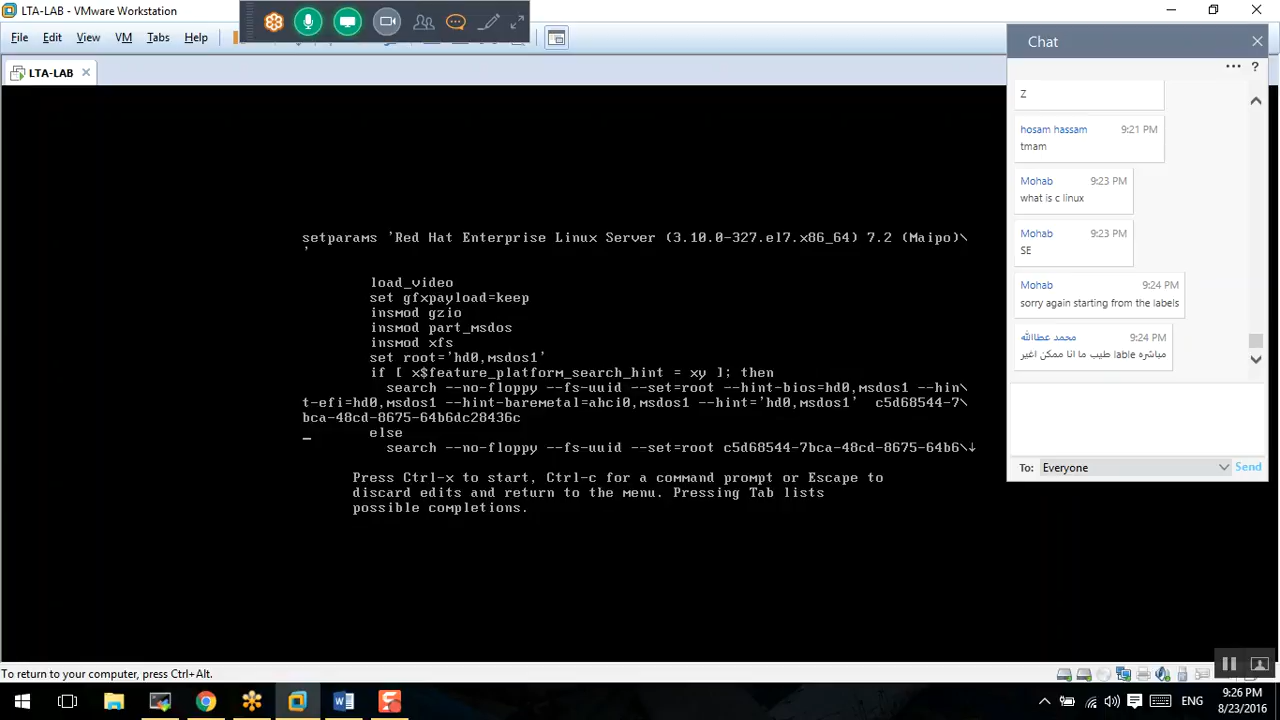 LTA-LAB - VMware Workstation
File Edit View VM Tabs Help
LTA-LAB
setparams 'Red Hat Enterprise Linux Server (3.10.0-327.el7.x86_64) 7.2 (Maipo)\
'
load_video
set gfxpayload=keep
insmod gzio
insmod part_msdos
insmod xfs
set root='hd0,msdos1'
if [ x$feature_platform_search_hint = xy ]; then
search --no-floppy --fs-uuid --set=root --hint-bios=hd0,msdos1 --hin\
t-efi=hd0,msdos1 --hint-baremetal=ahci0,msdos1 --hint='hd0,msdos1'  c5d68544-7\
bca-48cd-8675-64b6dc28436c
else
search --no-floppy --fs-uuid --set=root c5d68544-7bca-48cd-8675-64b6\↓
Press Ctrl-x to start, Ctrl-c for a command prompt or Escape to
discard edits and return to the menu. Pressing Tab lists
possible completions.
Chat
?
Z
hosam hassam 9:21 PM
tmam
Mohab 9:23 PM
what is c linux
Mohab 9:23 PM
SE
Mohab 9:24 PM
sorry again starting from the labels
محمد عطاالله 9:24 PM
طيب ما انا ممكن اغير lable مباشره
To: Everyone Send
To return to your computer, press Ctrl+Alt.
ENG
9:26 PM
8/23/2016